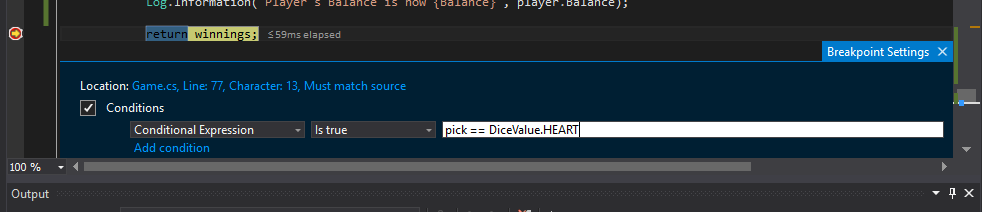 Log.Information("Player's Balance is now {Balance}", player.Balance);
return winnings; ≤59ms elapsed
Breakpoint Settings
Location: Game.cs, Line: 77, Character: 13, Must match source
Conditions
Conditional Expression Is true pick == DiceValue.HEART
Add condition
100 %
Output